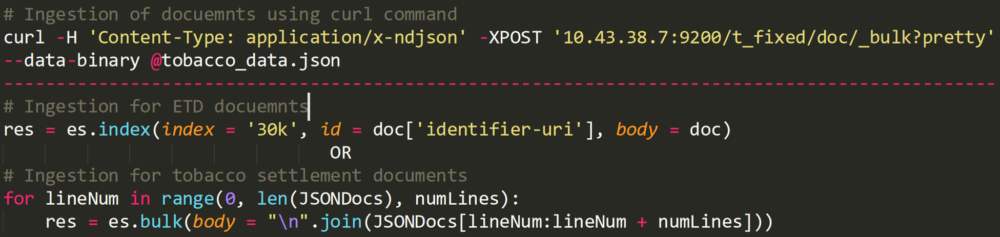 # Ingestion of docuemnts using curl command
curl -H 'Content-Type: application/x-ndjson' -XPOST '10.43.38.7:9200/t_fixed/doc/_bulk?pretty'
--data-binary @tobacco_data.json
----------------------------------------------------------------------------------------------
# Ingestion for ETD docuemnts
res = es.index(index = '30k', id = doc['identifier-uri'], body = doc)
OR
# Ingestion for tobacco settlement documents
for lineNum in range(0, len(JSONDocs), numLines):
    res = es.bulk(body = "\n".join(JSONDocs[lineNum:lineNum + numLines]))